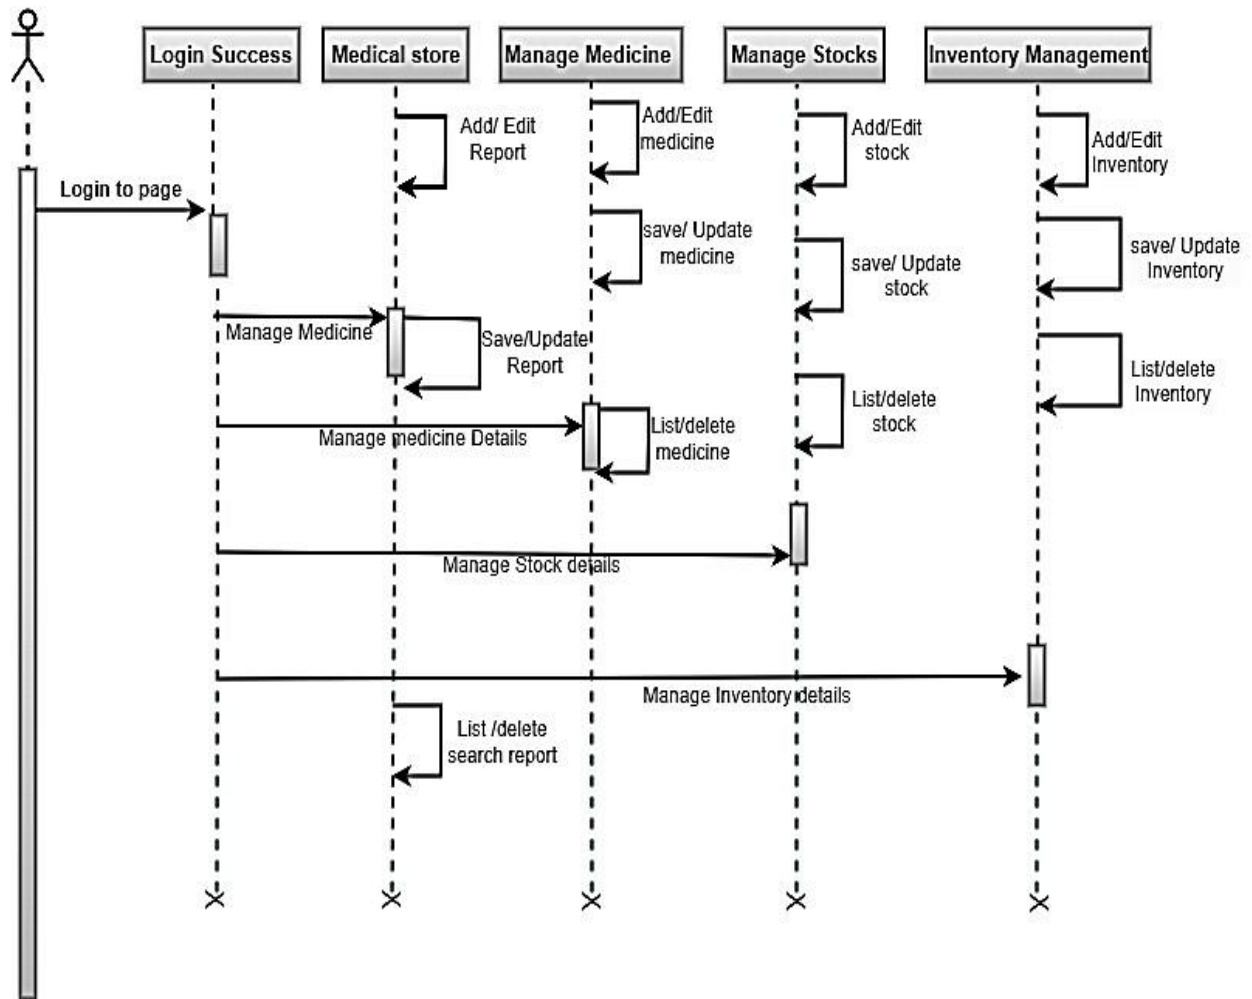 Login Success
Medical store
Manage Medicine
Manage Stocks
Inventory Management
Add/ Edit
Report
Add/Edit
medicine
Add/Edit
stock
Add/Edit
Inventory
Login to page
save/ Update
medicine
save/ Update
stock
save/ Update
Inventory
Manage Medicine
Save/Update
Report
List/delete
Inventory
List/delete
stock
Manage medicine Details
List/delete
medicine
Manage Stock details
Manage Inventory details
List /delete
search report